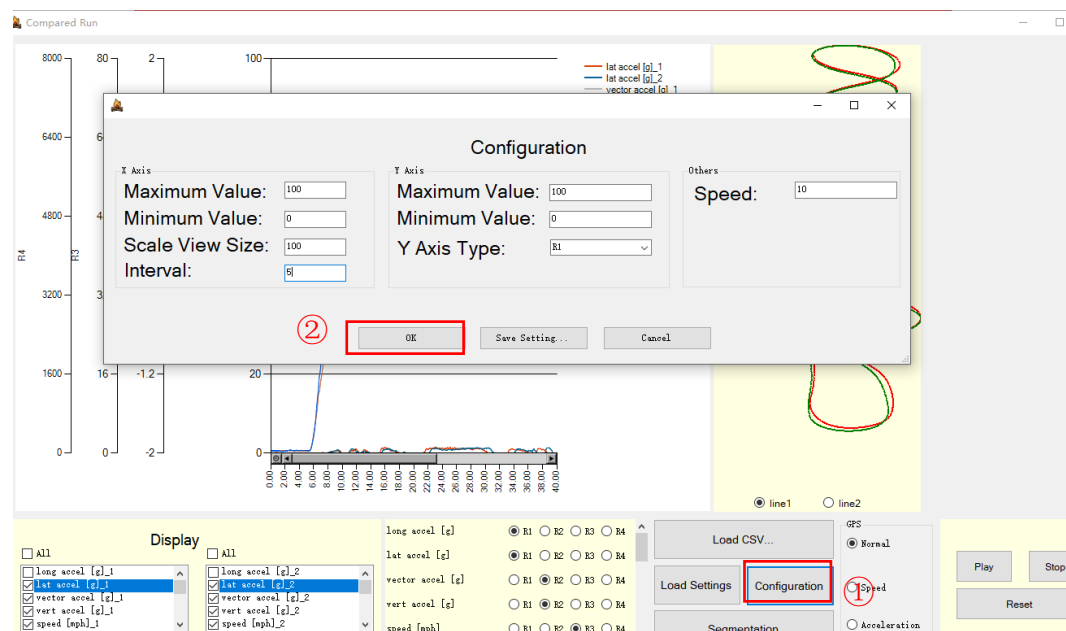 Compared Run
8000
80
2
100
lat accel [g]_1
lat accel [g]_2
vector accel [g]_1
6400
6
Configuration
X Axis
Maximum Value: 100
Minimum Value: 0
Scale View Size: 100
Interval: 5
Y Axis
Maximum Value: 100
Minimum Value: 0
Y Axis Type: R1
Others
Speed: 10
4800
4
R4
R3
3200
3
②
OK
Save Setting...
Cancel
1600
16
-1.2
20
0
0
-2
0
0.00
2.00
4.00
6.00
8.00
10.00
12.00
14.00
16.00
18.00
20.00
22.00
24.00
26.00
28.00
30.00
32.00
34.00
36.00
38.00
40.00
line1
line2
Display
All
long accel [g]_1
lat accel [g]_1
vector accel [g]_1
vert accel [g]_1
speed [mph]_1
All
long accel [g]_2
lat accel [g]_2
vector accel [g]_2
vert accel [g]_2
speed [mph]_2
long accel [g] R1 R2 R3 R4
lat accel [g] R1 R2 R3 R4
vector accel [g] R1 R2 R3 R4
vert accel [g] R1 R2 R3 R4
speed [mph] R1 R2 R3 R4
Load CSV...
Load Settings
Configuration
①
Segmentation
GPS
Normal
Speed
Acceleration
Play
Stop
Reset